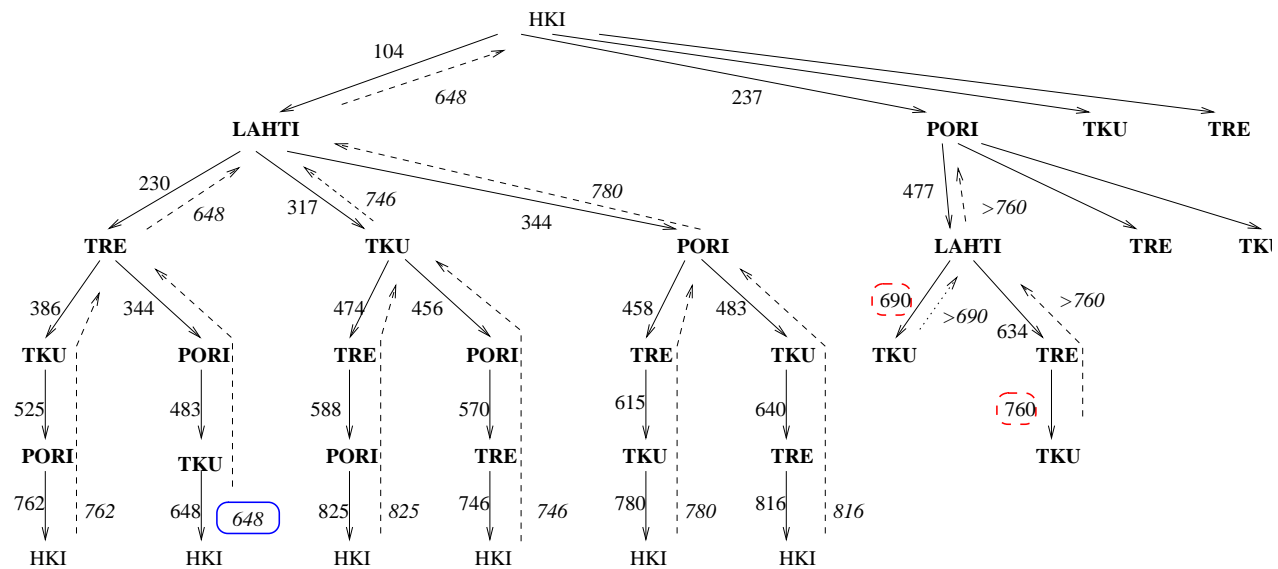 HKI
104
648
237
LAHTI PORI TKU TRE
230 648 317 746 344 780 477 >760
TRE TKU PORI LAHTI TRE TKU
386 344 474 456 458 483 690 >690 634 >760
TKU PORI TRE PORI TRE TKU TKU TRE
525 483 588 570 615 640 760
PORI TKU PORI TRE TKU TRE TKU
762 762 648 648 825 825 746 746 780 780 816 816
HKI HKI HKI HKI HKI HKI